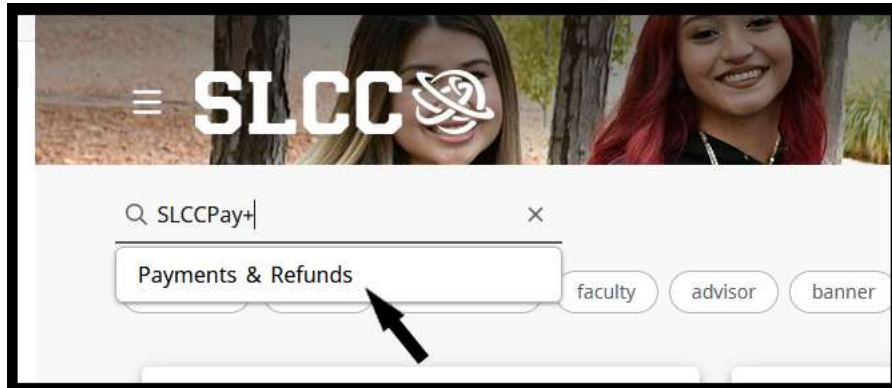 SLCC
SLCCPay+
Payments & Refunds
faculty advisor banner